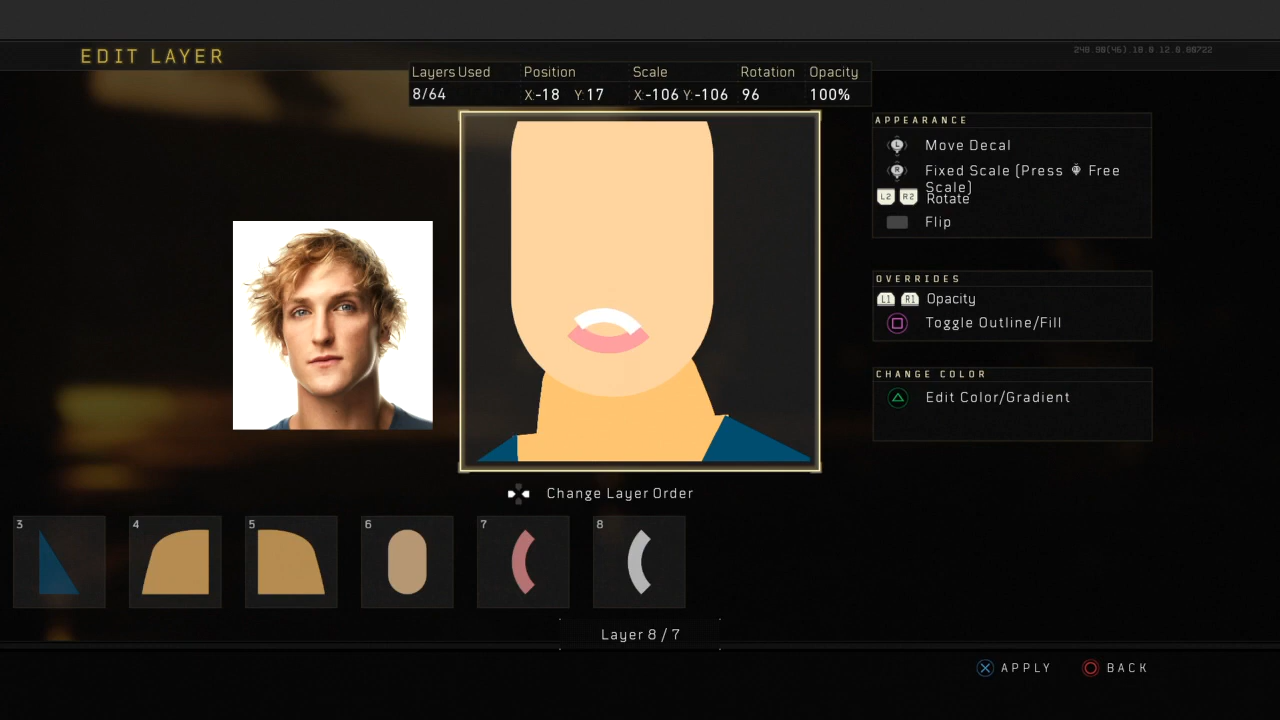 EDIT LAYER
Layers Used Position Scale Rotation Opacity
8/64 X:-18 Y:17 X:-106 Y:-106 96 100%
APPEARANCE
L Move Decal
R Fixed Scale (Press Free
Scale)
L2 R2 Rotate
Flip
OVERRIDES
L1 R1 Opacity
Toggle Outline/Fill
CHANGE COLOR
Edit Color/Gradient
Change Layer Order
3 4 5 6 7 8
Layer 8 / 7
APPLY BACK